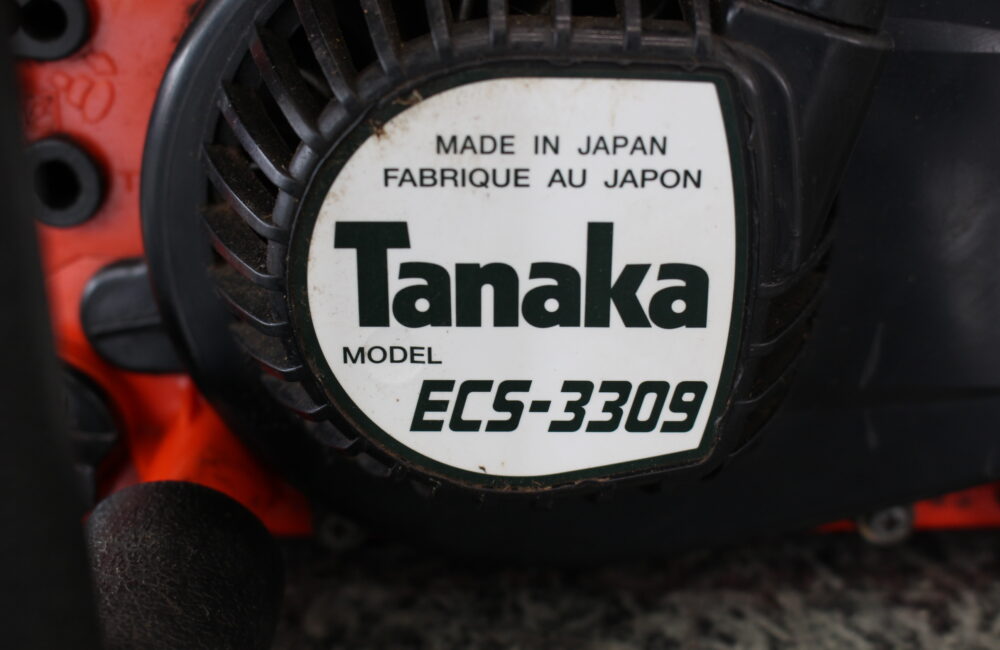 MADE IN JAPAN
FABRIQUE AU JAPON
Tanaka
MODEL
ECS-3309